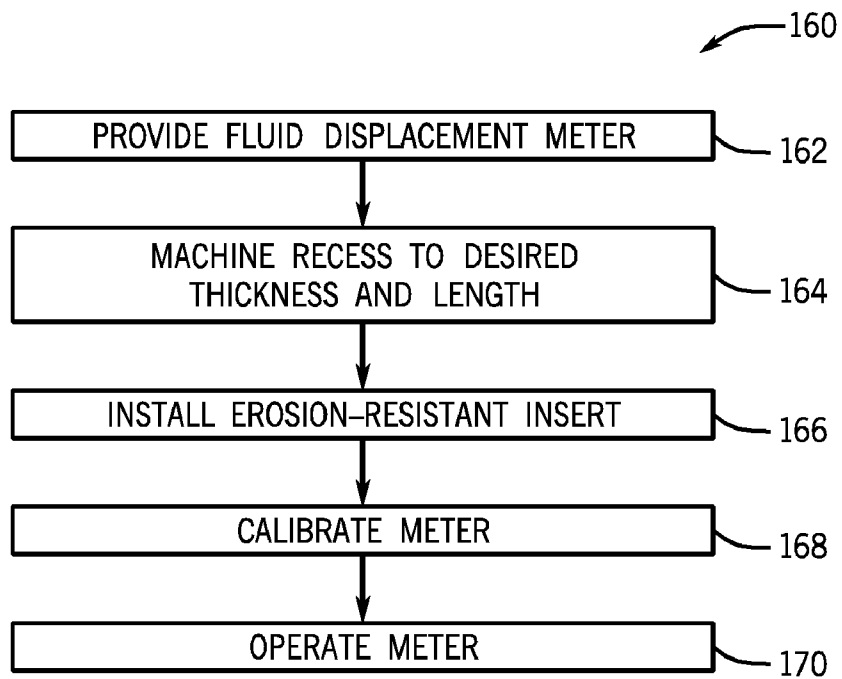 160
PROVIDE FLUID DISPLACEMENT METER
162
MACHINE RECESS TO DESIRED
THICKNESS AND LENGTH
164
INSTALL EROSION–RESISTANT INSERT
166
CALIBRATE METER
168
OPERATE METER
170